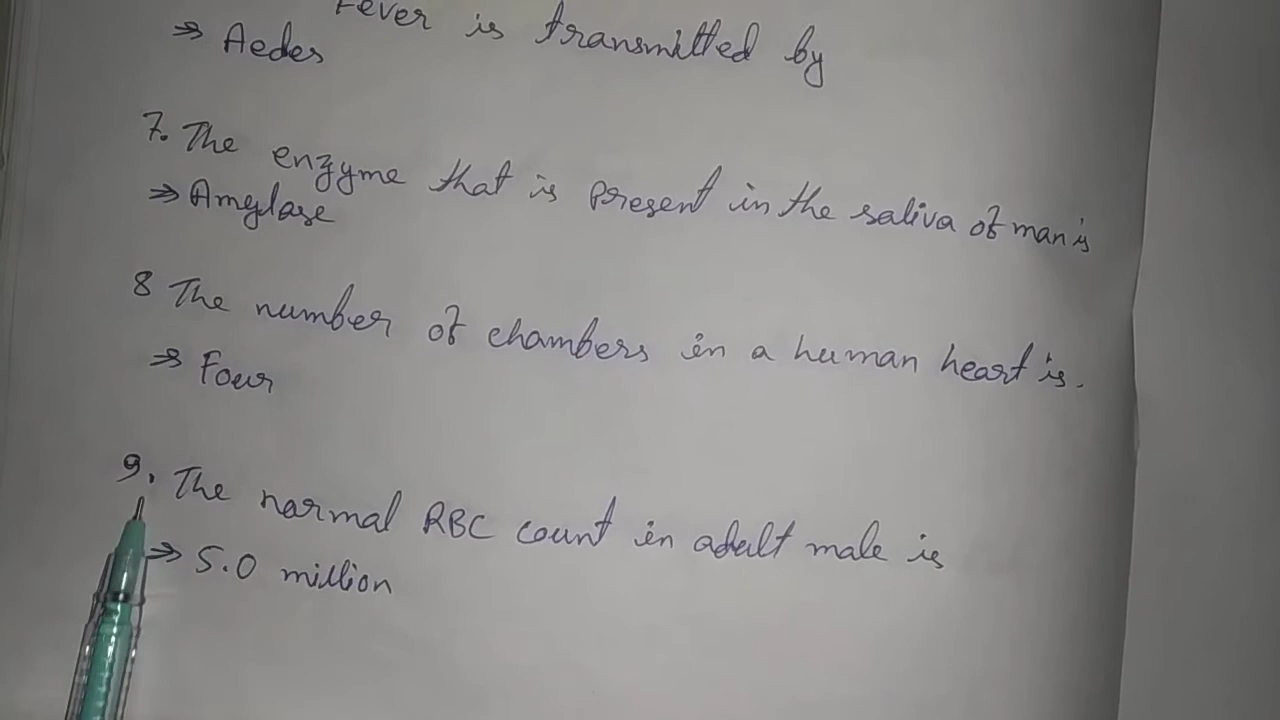 Fever is transmitted by
⇒ Aedes
7. The enzyme that is present in the saliva of man is
⇒ Amylase
8 The number of chambers in a human heart is.
⇒ Four
9. The normal RBC count in adult male is
⇒ 5.0 million